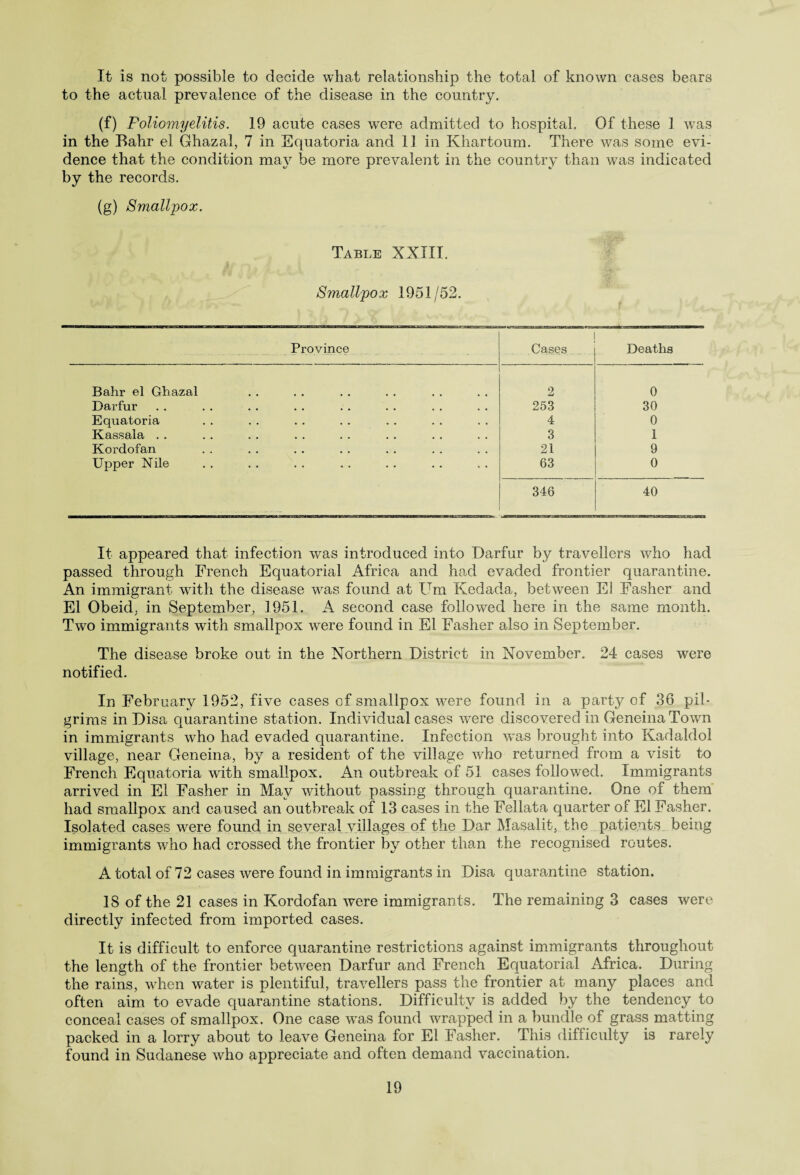 It is not possible to decide what relationship the total of known cases bears
to the actual prevalence of the disease in the country.
(f) Poliomyelitis. 19 acute cases were admitted to hospital. Of these 1 was
in the Bahr el Ghazal, 7 in Equatoria and 11 in Khartoum. There was some evi-
dence that the condition may be more prevalent in the country than was indicated
by the records.
(g) Smallpox.
Table XXIII.
Smallpox 1951/52.
Province Cases Deaths
Bahr el Ghazal .. .. .. .. .. .. 2 0
Darfur .. .. .. .. .. .. .. .. 253 30
Equatoria .. .. .. .. .. .. .. 4 0
Kassala .. .. .. .. .. .. .. .. 3 1
Kordofan .. .. .. .. .. .. .. 21 9
Upper Nile .. .. .. .. .. .. .. 63 0
346 40
It appeared that infection was introduced into Darfur by travellers who had
passed through French Equatorial Africa and had evaded frontier quarantine.
An immigrant with the disease was found at Um Kedada, between El Fasher and
El Obeid, in September, 1951. A second case followed here in the same month.
Two immigrants with smallpox were found in El Fasher also in September.
The disease broke out in the Northern District in November. 24 cases were
notified.
In February 1952, five cases of smallpox were found in a party of 36 pil-
grims in Disa quarantine station. Individual cases were discovered in Geneina Town
in immigrants who had evaded quarantine. Infection was brought into Kadaldol
village, near Geneina, by a resident of the village who returned from a visit to
French Equatoria with smallpox. An outbreak of 51 cases followed. Immigrants
arrived in El Fasher in May without passing through quarantine. One of them
had smallpox and caused an outbreak of 13 cases in the Fellata quarter of El Fasher.
Isolated cases were found in several villages of the Dar Masalit, the patients being
immigrants who had crossed the frontier by other than the recognised routes.
A total of 72 cases were found in immigrants in Disa quarantine station.
18 of the 21 cases in Kordofan were immigrants. The remaining 3 cases were
directly infected from imported cases.
It is difficult to enforce quarantine restrictions against immigrants throughout
the length of the frontier between Darfur and French Equatorial Africa. During
the rains, when water is plentiful, travellers pass the frontier at many places and
often aim to evade quarantine stations. Difficulty is added by the tendency to
conceal cases of smallpox. One case was found wrapped in a bundle of grass matting
packed in a lorry about to leave Geneina for El Fasher. This difficulty is rarely
found in Sudanese who appreciate and often demand vaccination.
19